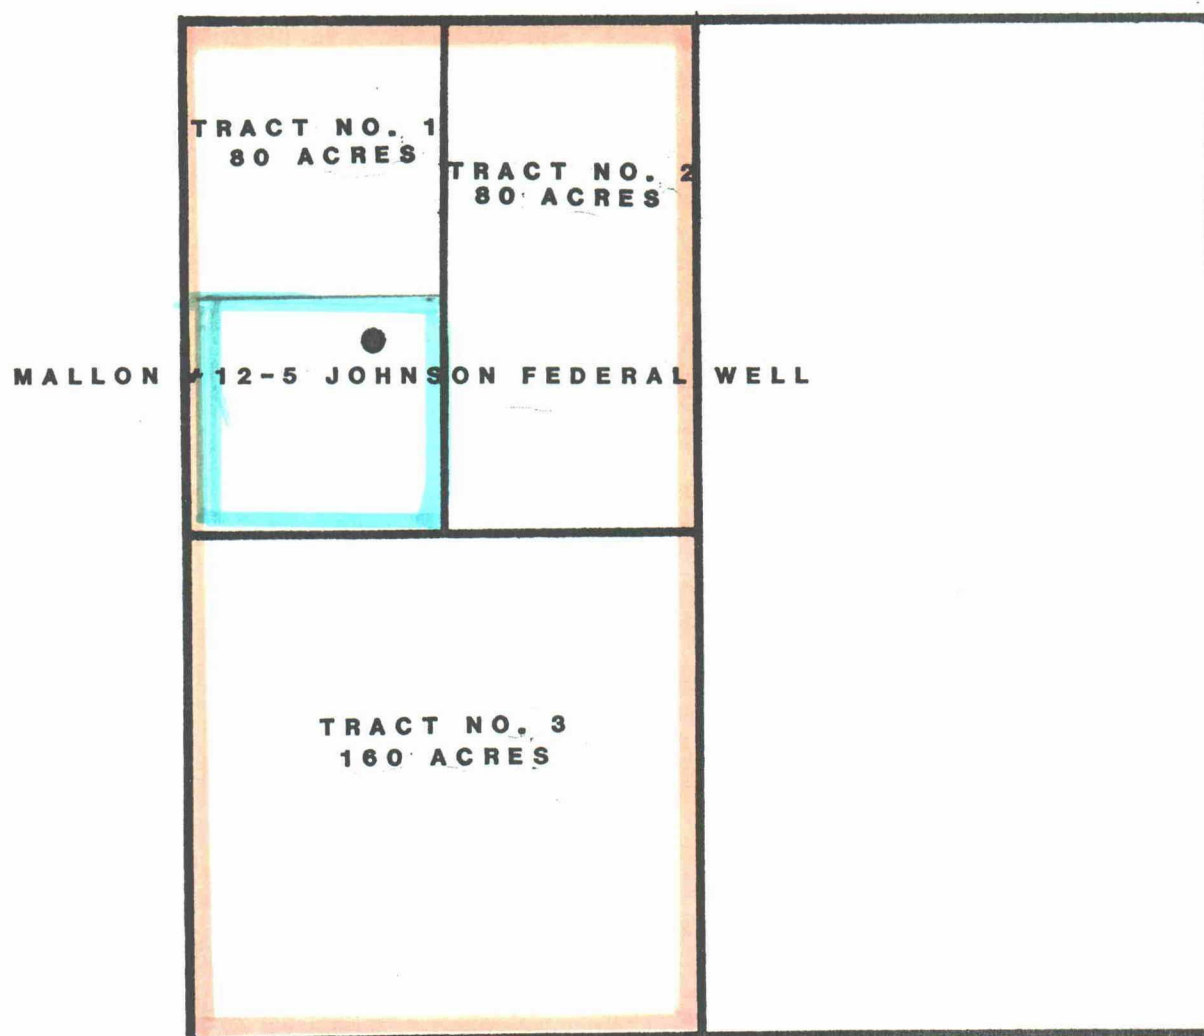 TRACT NO. 1
80 ACRES
TRACT NO. 2
80 ACRES
MALLON #12-5 JOHNSON FEDERAL WELL
TRACT NO. 3
160 ACRES